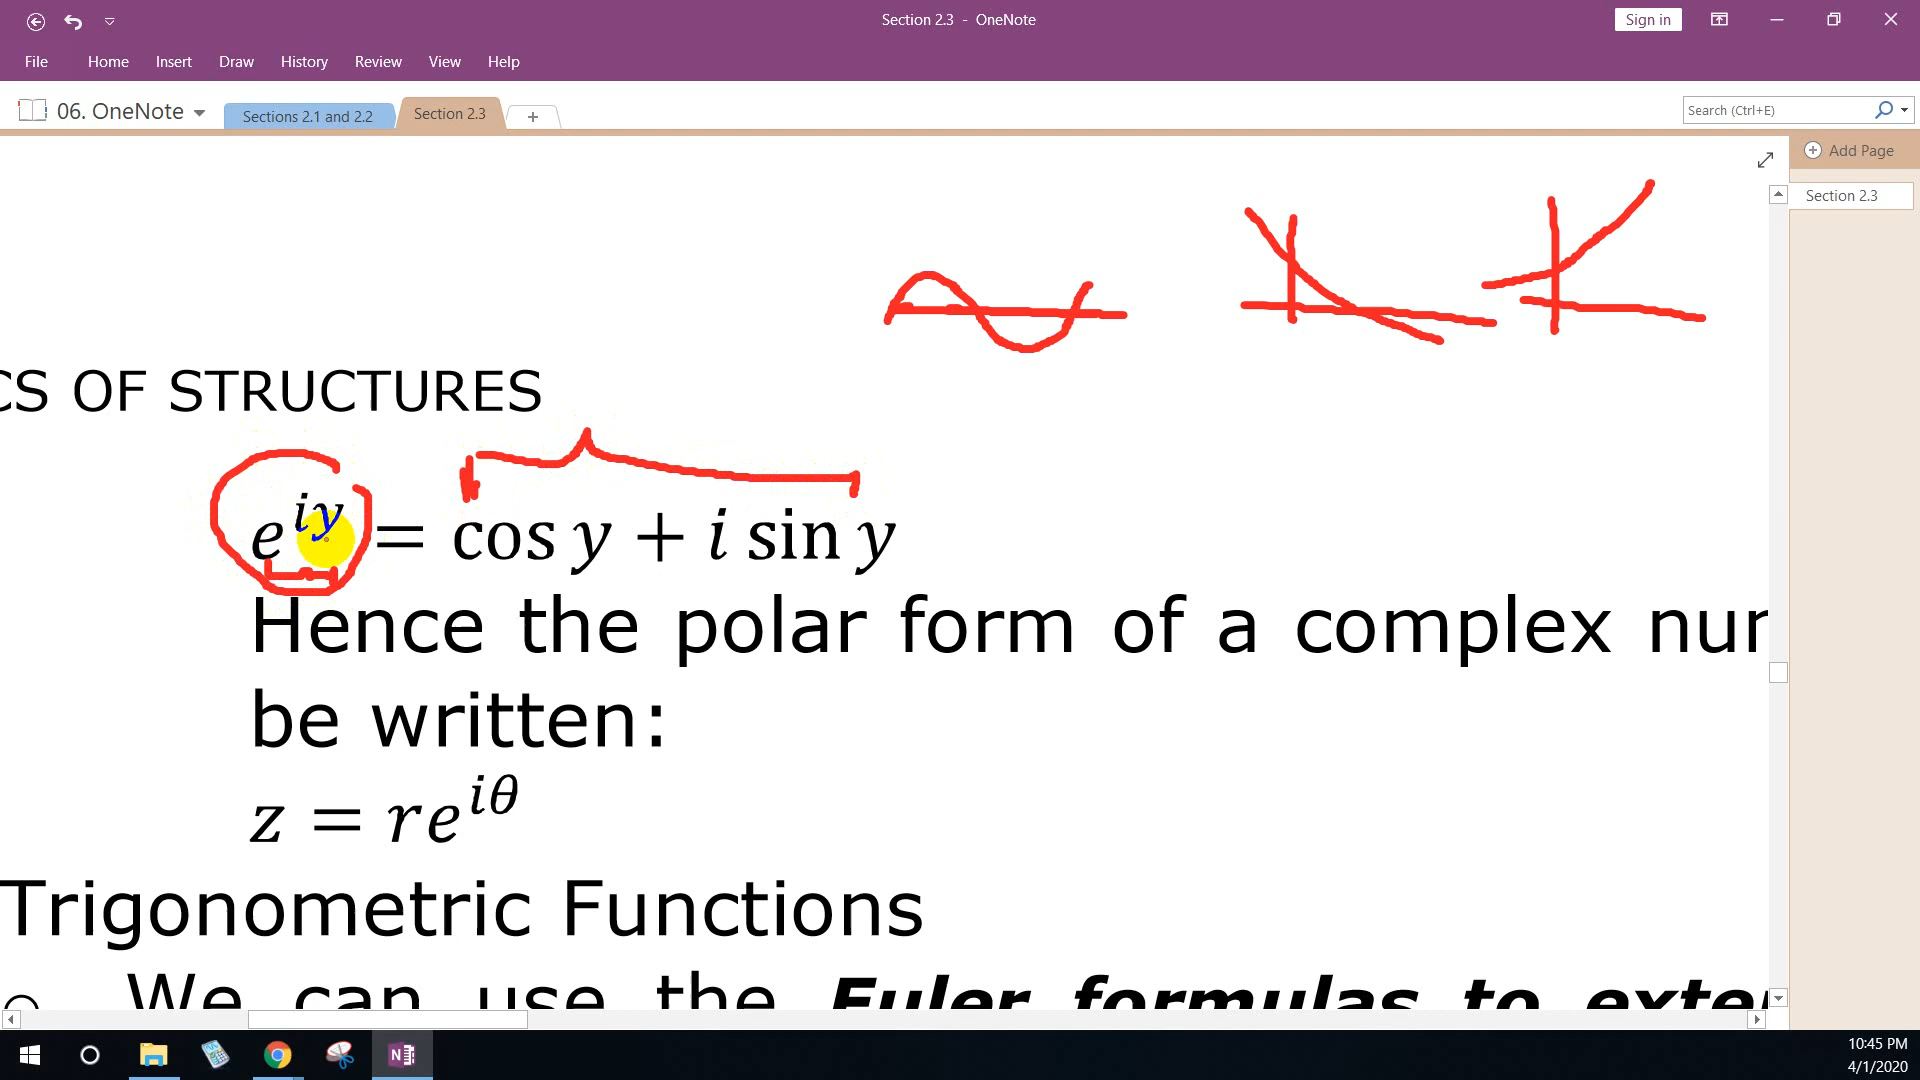 Section 2.3 - OneNote
Sign in
File Home Insert Draw History Review View Help
06. OneNote
Sections 2.1 and 2.2
Section 2.3
Search (Ctrl+E)
Add Page
Section 2.3
CS OF STRUCTURES
e^{iy} = cos y + i sin y
Hence the polar form of a complex nur
be written:
z = re^{iθ}
Trigonometric Functions
We can use the Euler formulas to exte
10:45 PM
4/1/2020